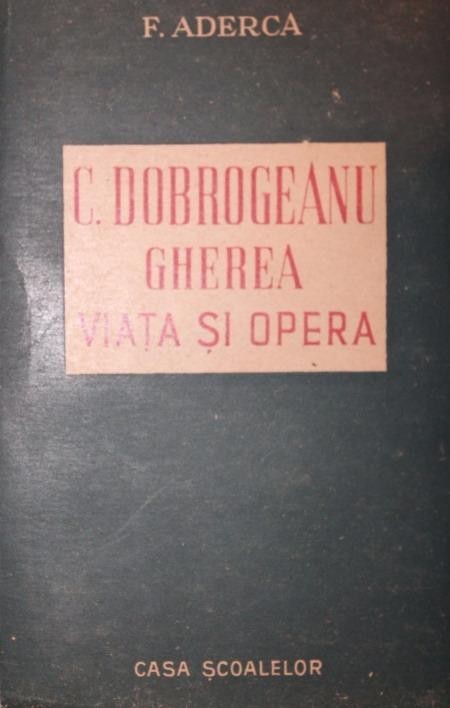 F. ADERCA
C. DOBROGEANU
GHEREA
VIAȚA ȘI OPERA
CASA ȘCOALELOR